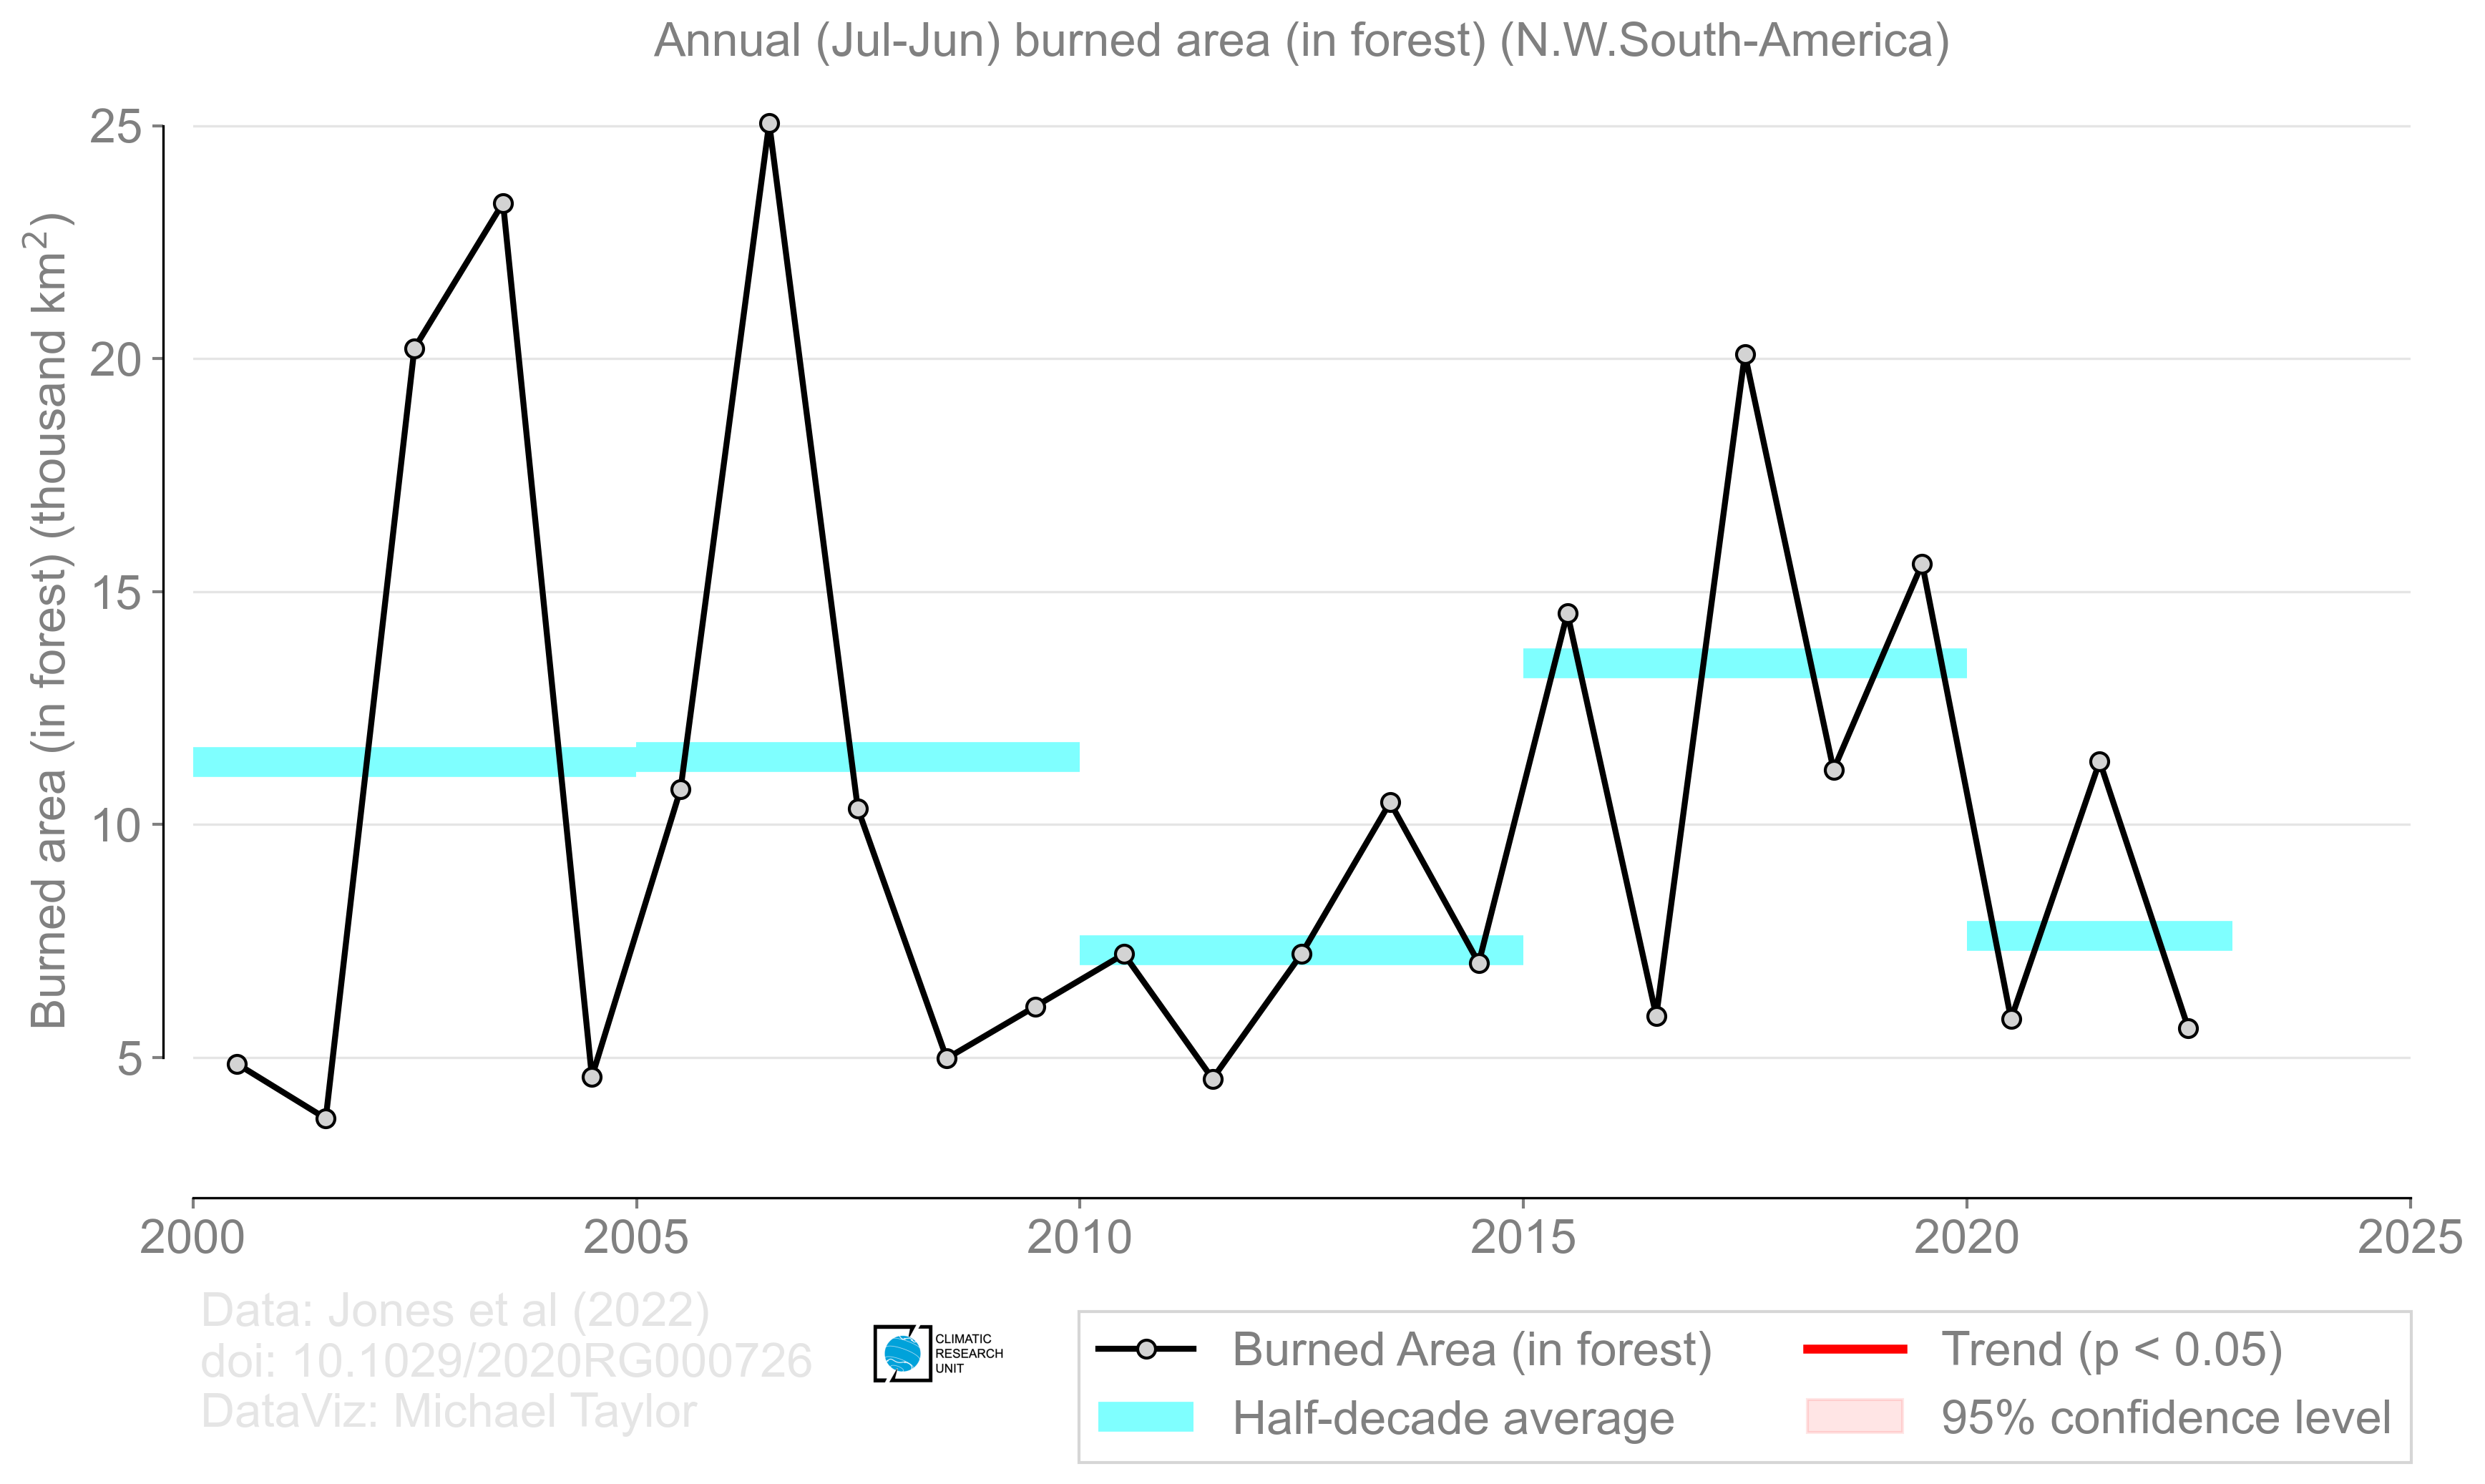 Annual (Jul-Jun) burned area (in forest) (N.W.South-America)
Burned area (in forest) (thousand km²)
25
20
15
10
5
2000 2005 2010 2015 2020 2025
Data: Jones et al (2022)
doi: 10.1029/2020RG000726
DataViz: Michael Taylor
CLIMATIC
RESEARCH
UNIT
Burned Area (in forest)
Half-decade average
Trend (p < 0.05)
95% confidence level